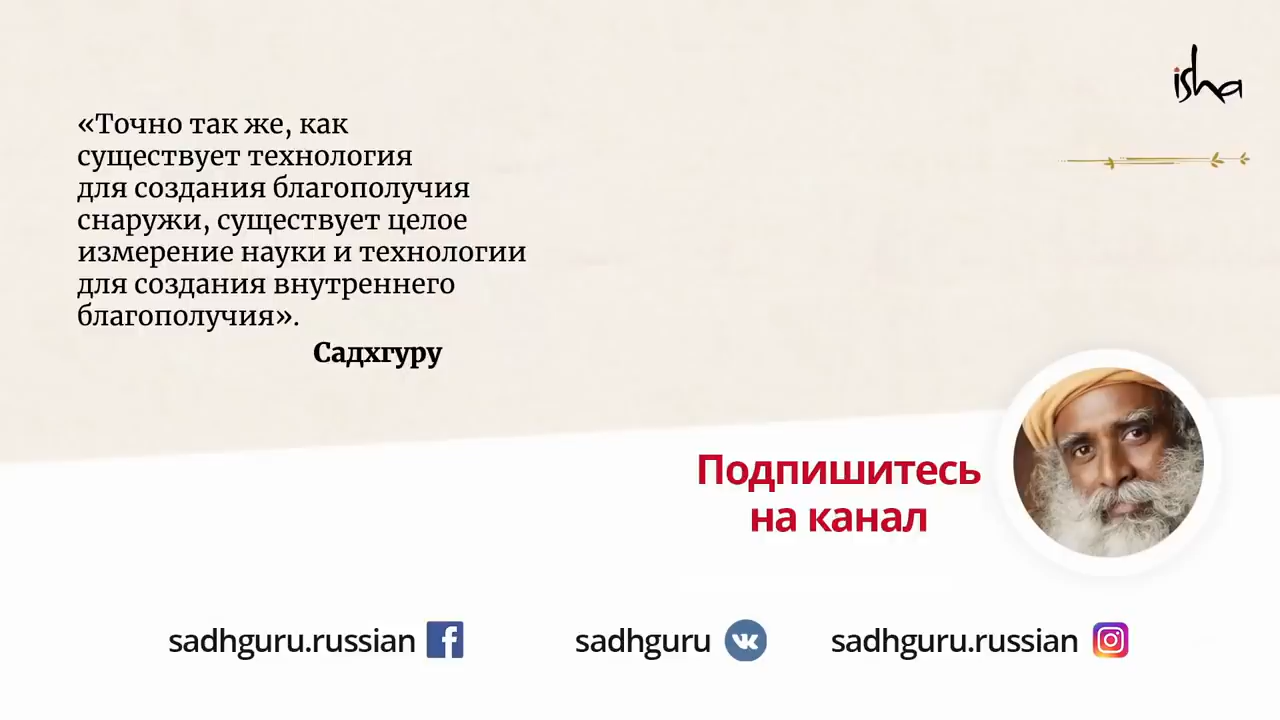 isha
«Точно так же, как
существует технология
для создания благополучия
снаружи, существует целое
измерение науки и технологии
для создания внутреннего
благополучия».
Садхгуру
Подпишитесь
на канал
sadhguru.russian
sadhguru
sadhguru.russian